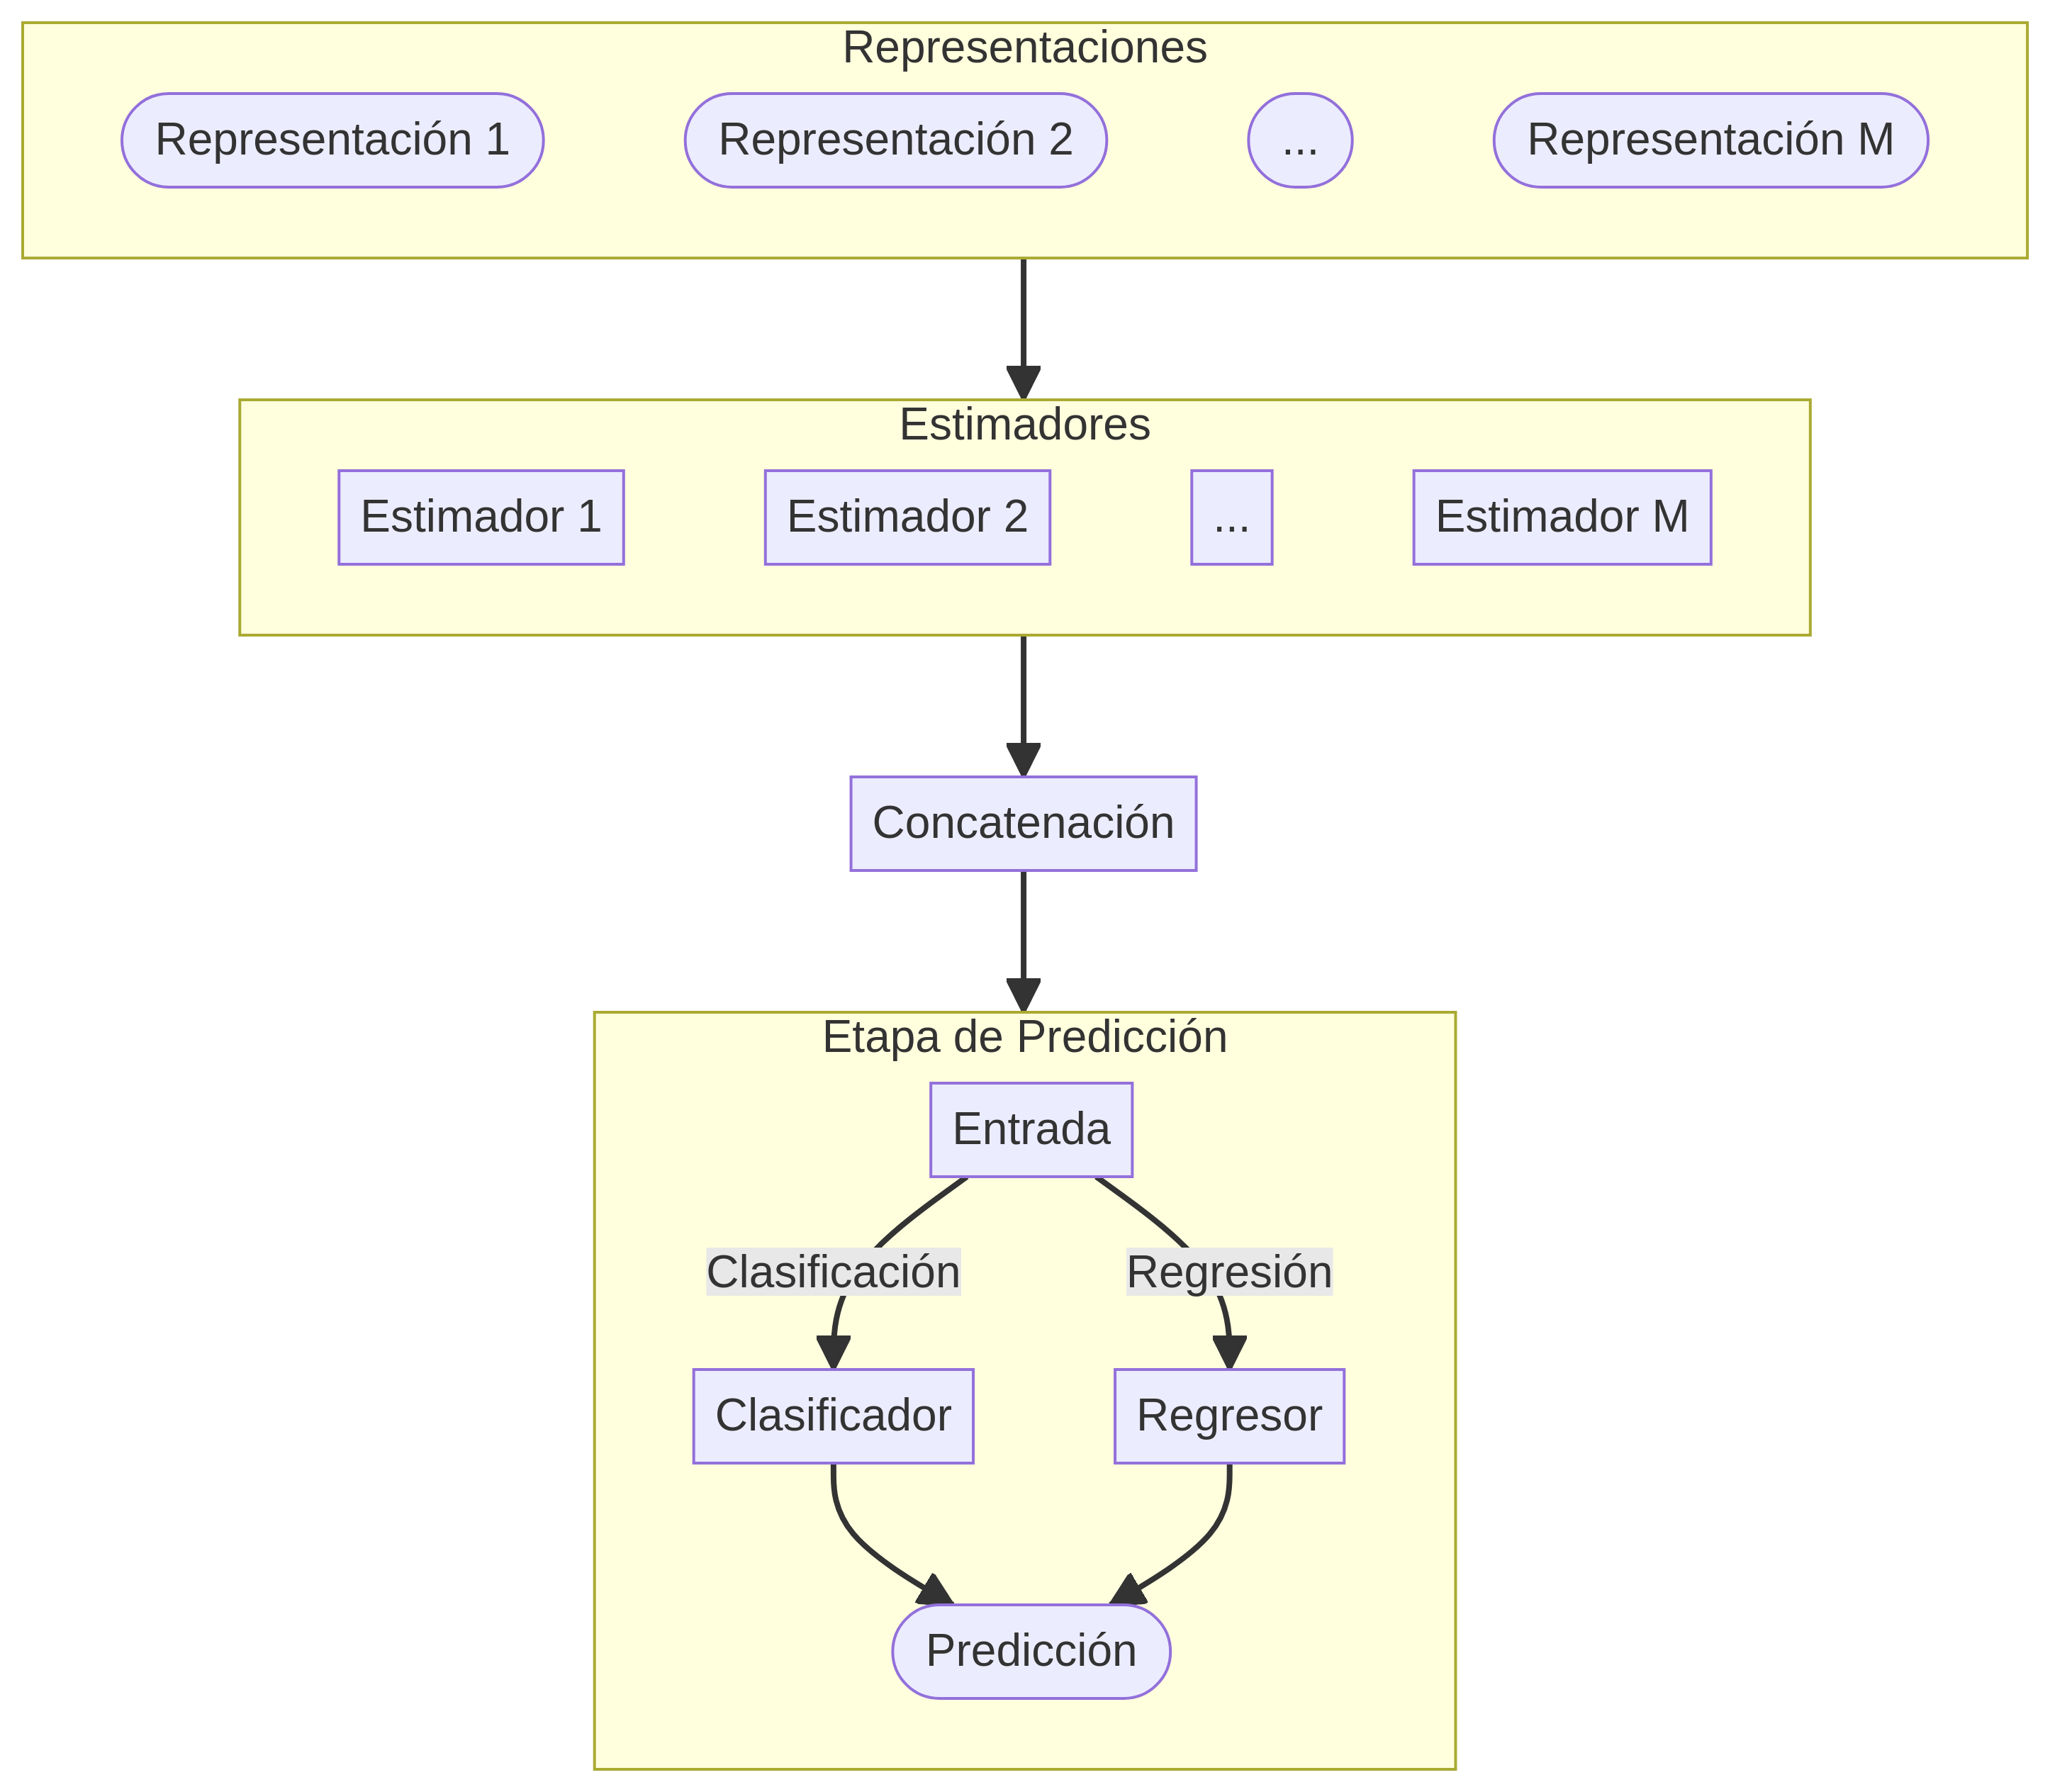 Representaciones
Representación 1
Representación 2
...
Representación M
Estimadores
Estimador 1
Estimador 2
...
Estimador M
Concatenación
Etapa de Predicción
Entrada
Clasificación
Regresión
Clasificador
Regresor
Predicción